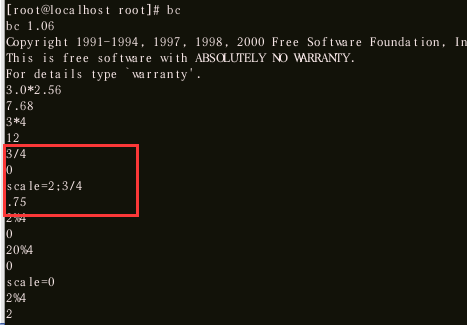 [root@localhost root]# bc
bc 1.06
Copyright 1991-1994, 1997, 1998, 2000 Free Software Foundation, In
This is free software with ABSOLUTELY NO WARRANTY.
For details type `warranty'.
3.0*2.56
7.68
3*4
12
3/4
0
scale=2;3/4
.75
2%4
0
20%4
0
scale=0
2%4
2